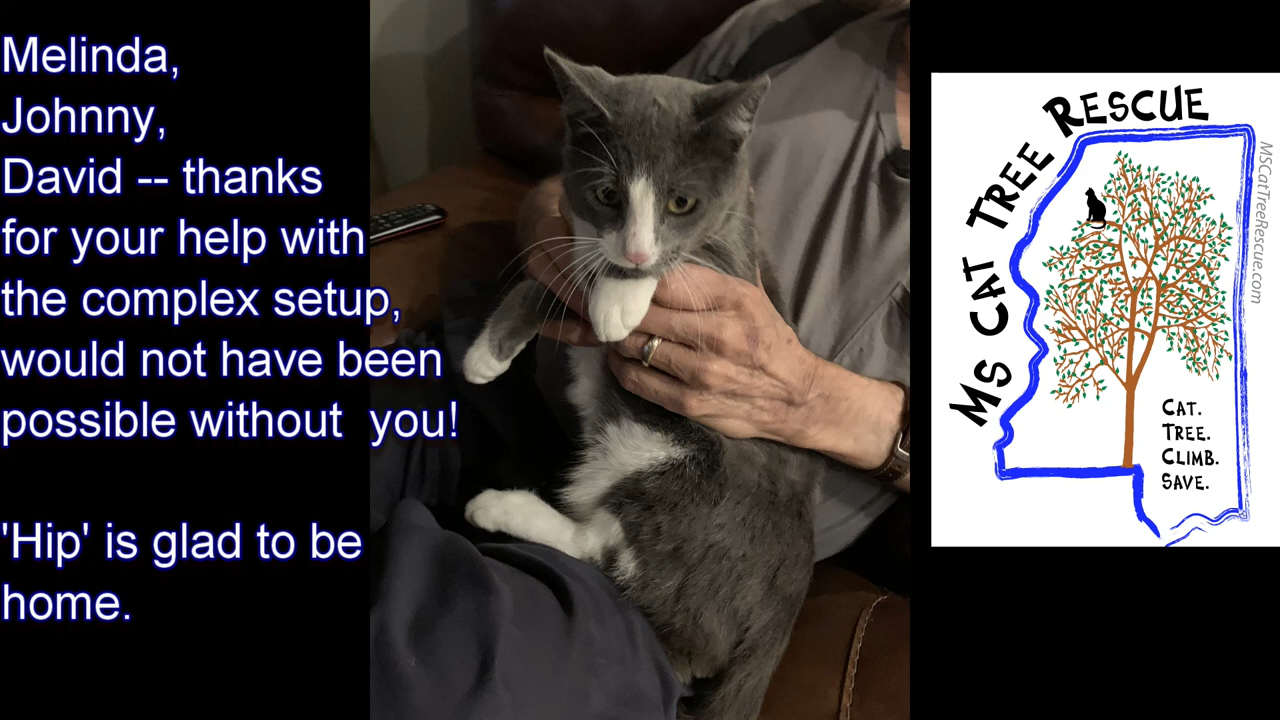 Melinda,
Johnny,
David -- thanks
for your help with
the complex setup,
would not have been
possible without  you!
'Hip' is glad to be
home.
MS CAT TREE RESCUE
MSCatTreeRescue.com
CAT.
TREE.
CLIMB.
SAVE.